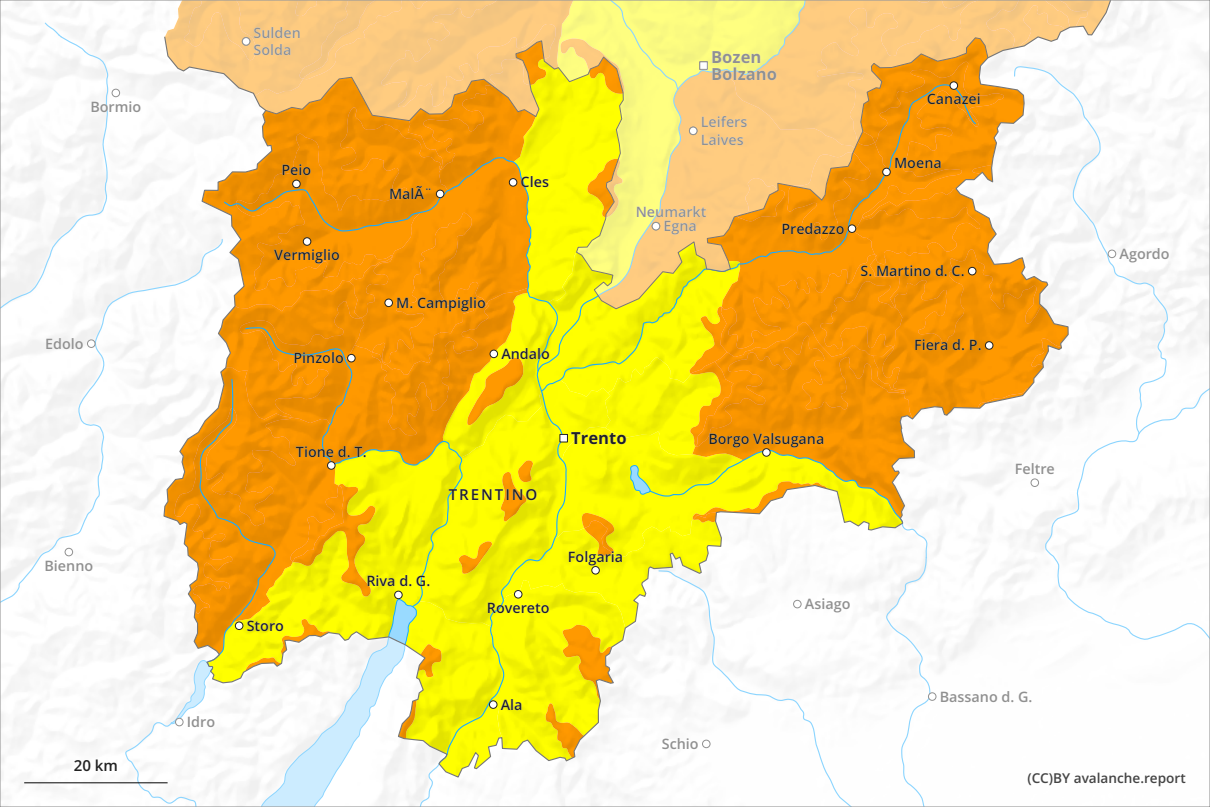 Sulden
Solda
Bozen
Bolzano
Bormio
Canazei
Leifers
Laives
Moena
Peio
MalÃ¨
Cles
Neumarkt
Egna
Predazzo
Vermiglio
Agordo
S. Martino d. C.
M. Campiglio
Edolo
Pinzolo
Andalo
Fiera d. P.
Trento
Borgo Valsugana
Tione d. T.
Feltre
TRENTINO
Bienno
Folgaria
Riva d. G.
Rovereto
Asiago
Storo
Bassano d. G.
Ala
Idro
Schio
20 km
(CC)BY avalanche.report